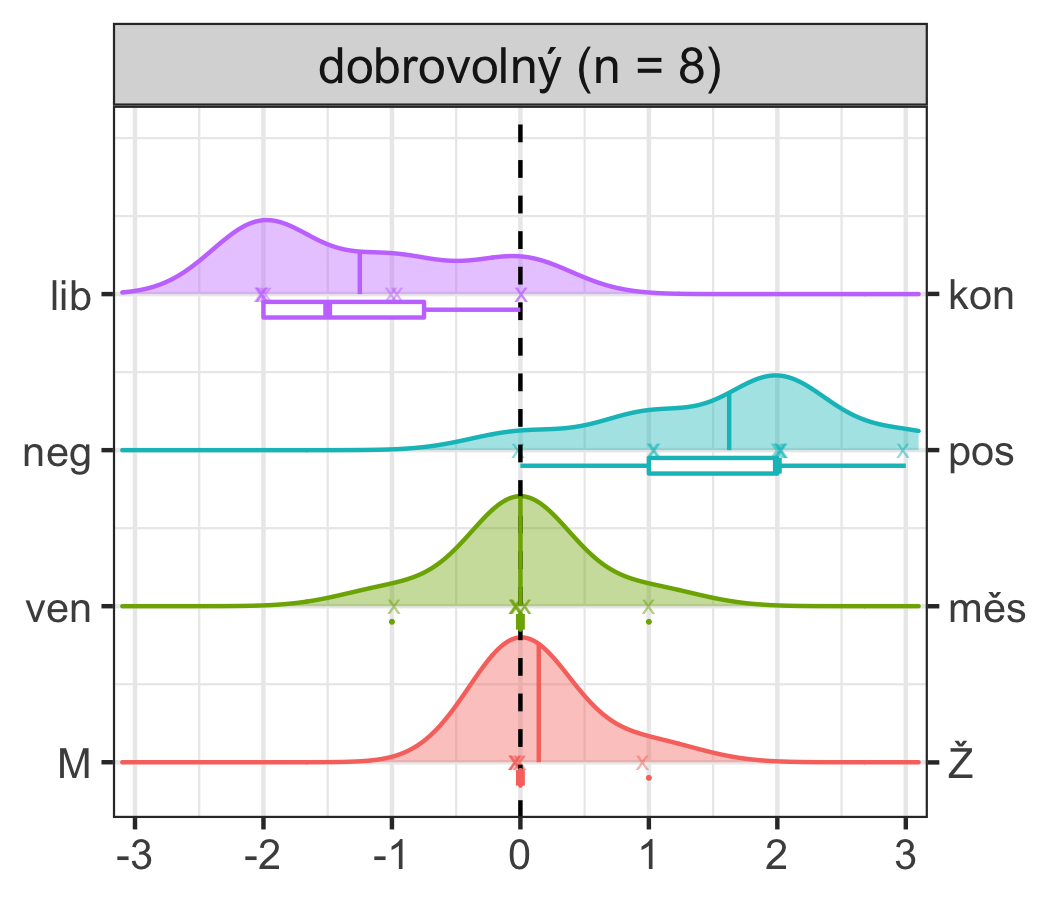 dobrovolný (n = 8)
lib kon
neg pos
ven měs
M Ž
-3 -2 -1 0 1 2 3